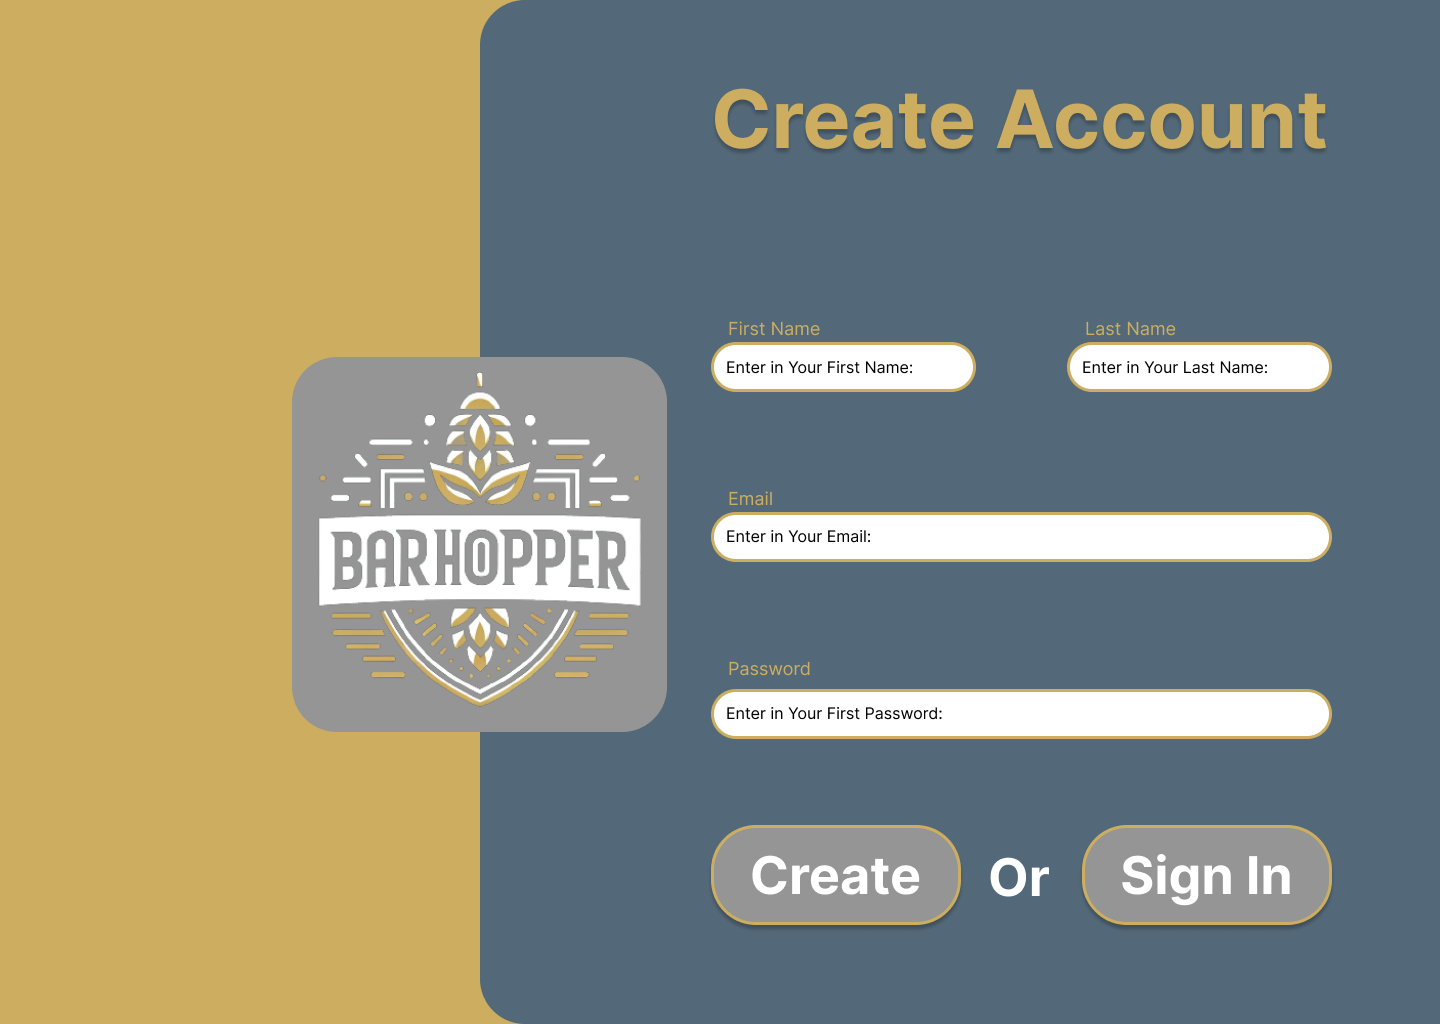 Create Account
First Name
Last Name
Enter in Your First Name:
Enter in Your Last Name:
BARHOPPER
Email
Enter in Your Email:
Password
Enter in Your First Password:
Create
Or
Sign In